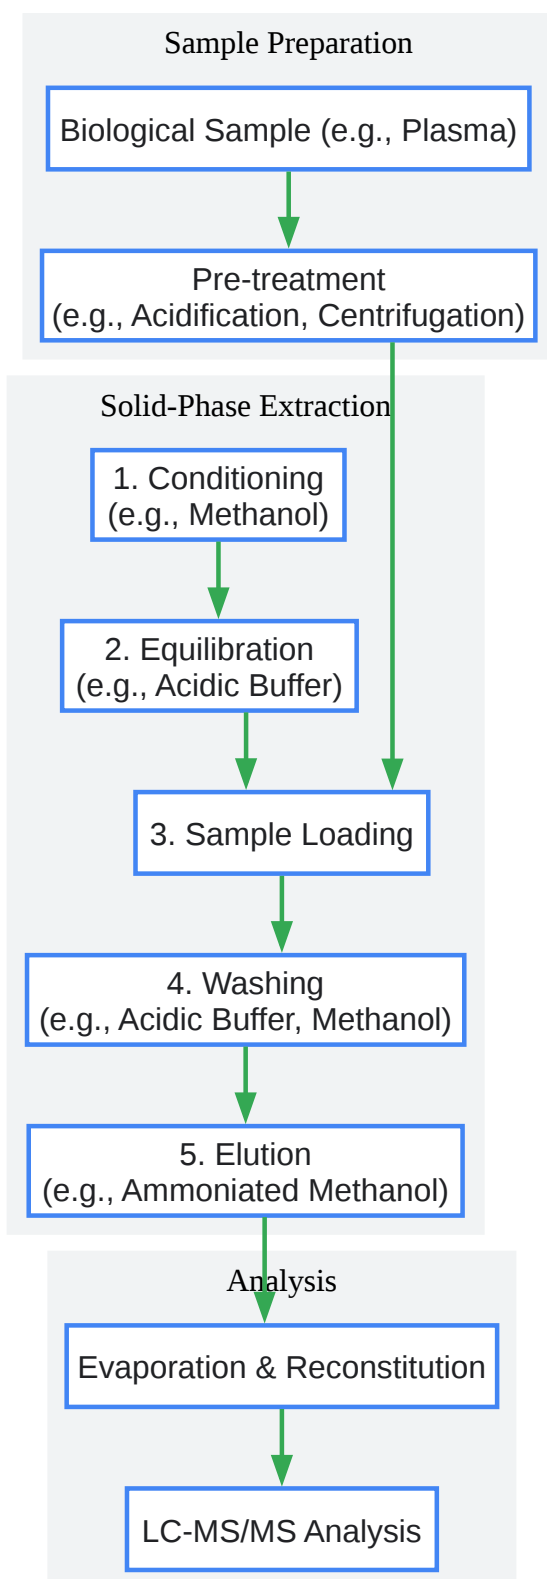 Sample Preparation
Biological Sample (e.g., Plasma)
Pre-treatment
(e.g., Acidification, Centrifugation)
Solid-Phase Extraction
1. Conditioning
(e.g., Methanol)
2. Equilibration
(e.g., Acidic Buffer)
3. Sample Loading
4. Washing
(e.g., Acidic Buffer, Methanol)
5. Elution
(e.g., Ammoniated Methanol)
Analysis
Evaporation & Reconstitution
LC-MS/MS Analysis